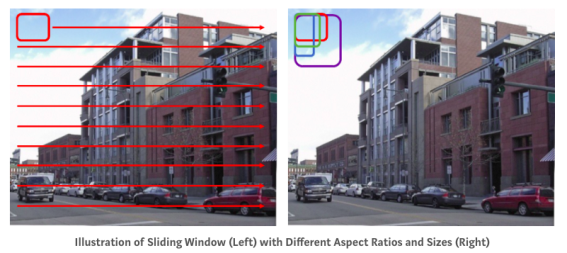 Illustration of Sliding Window (Left) with Different Aspect Ratios and Sizes (Right)